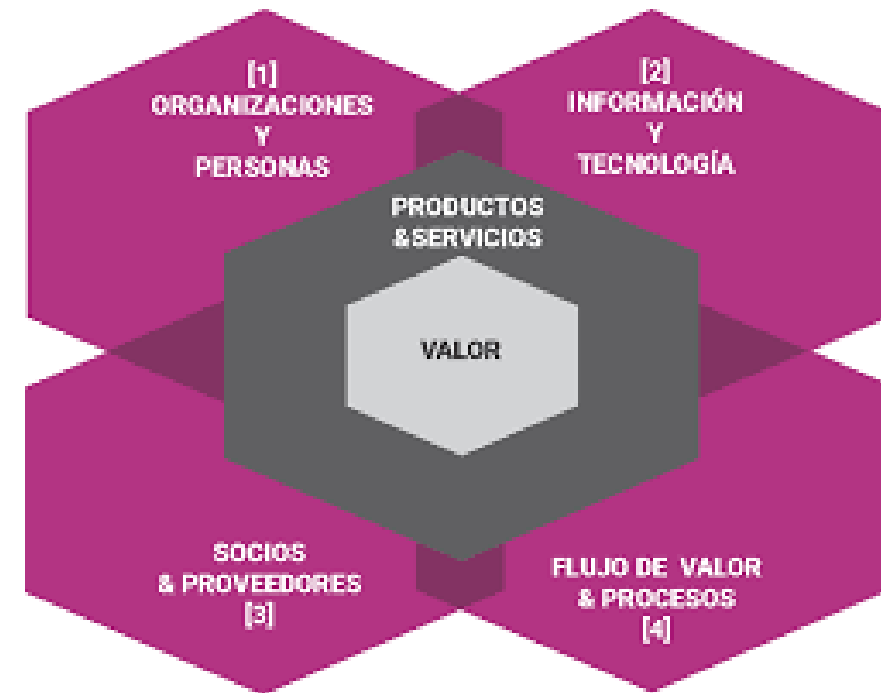 [1]
ORGANIZACIONES
Y
PERSONAS
[2]
INFORMACIÓN
Y
TECNOLOGÍA
PRODUCTOS
&SERVICIOS
VALOR
SOCIOS
& PROVEEDORES
[3]
FLUJO DE VALOR
& PROCESOS
[4]